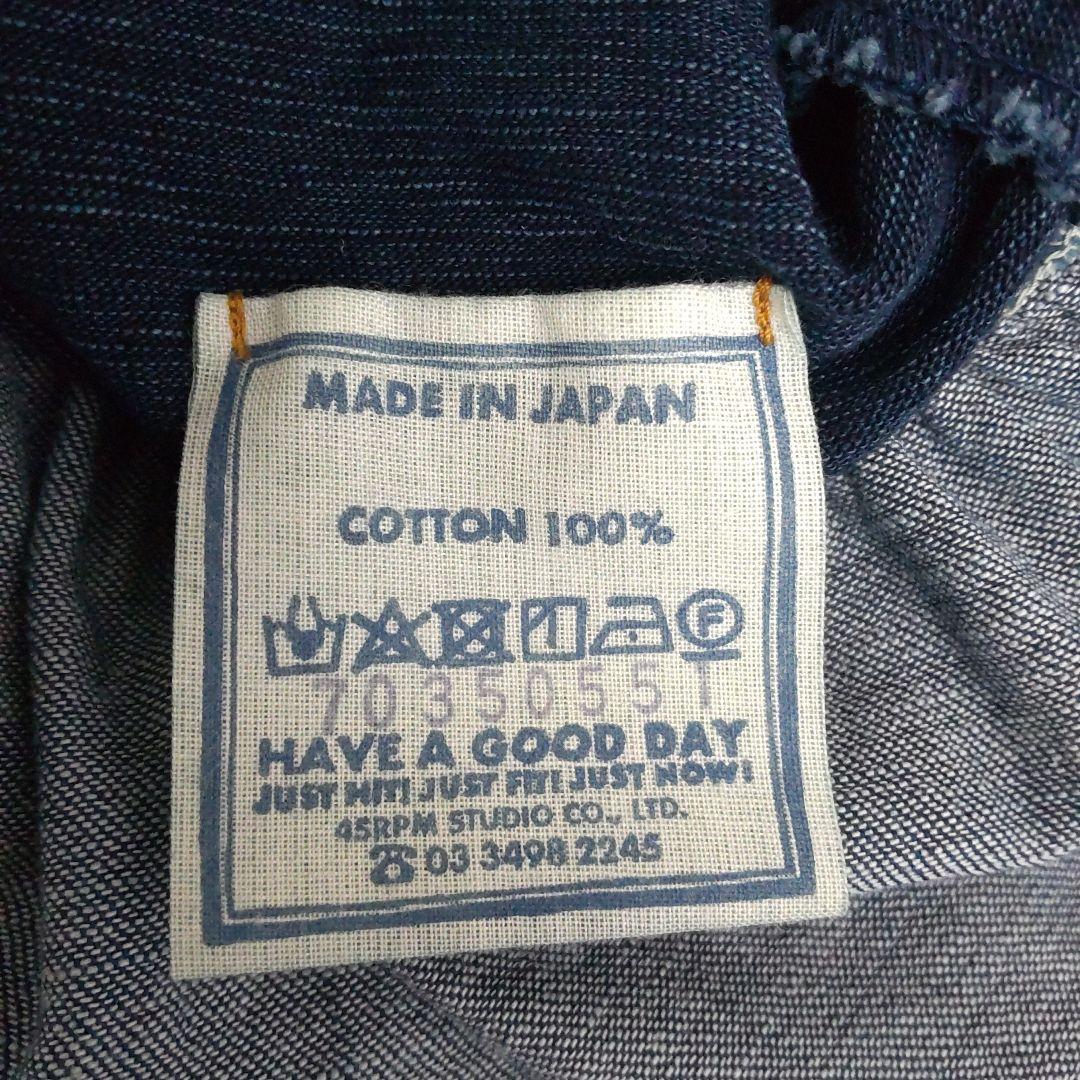 MADE IN JAPAN
COTTON 100%
F
70350551
HAVE A GOOD DAY
JUST HIT! JUST FIT! JUST NOW!
45RPM STUDIO CO., LTD.
☎ 03 3498 2245